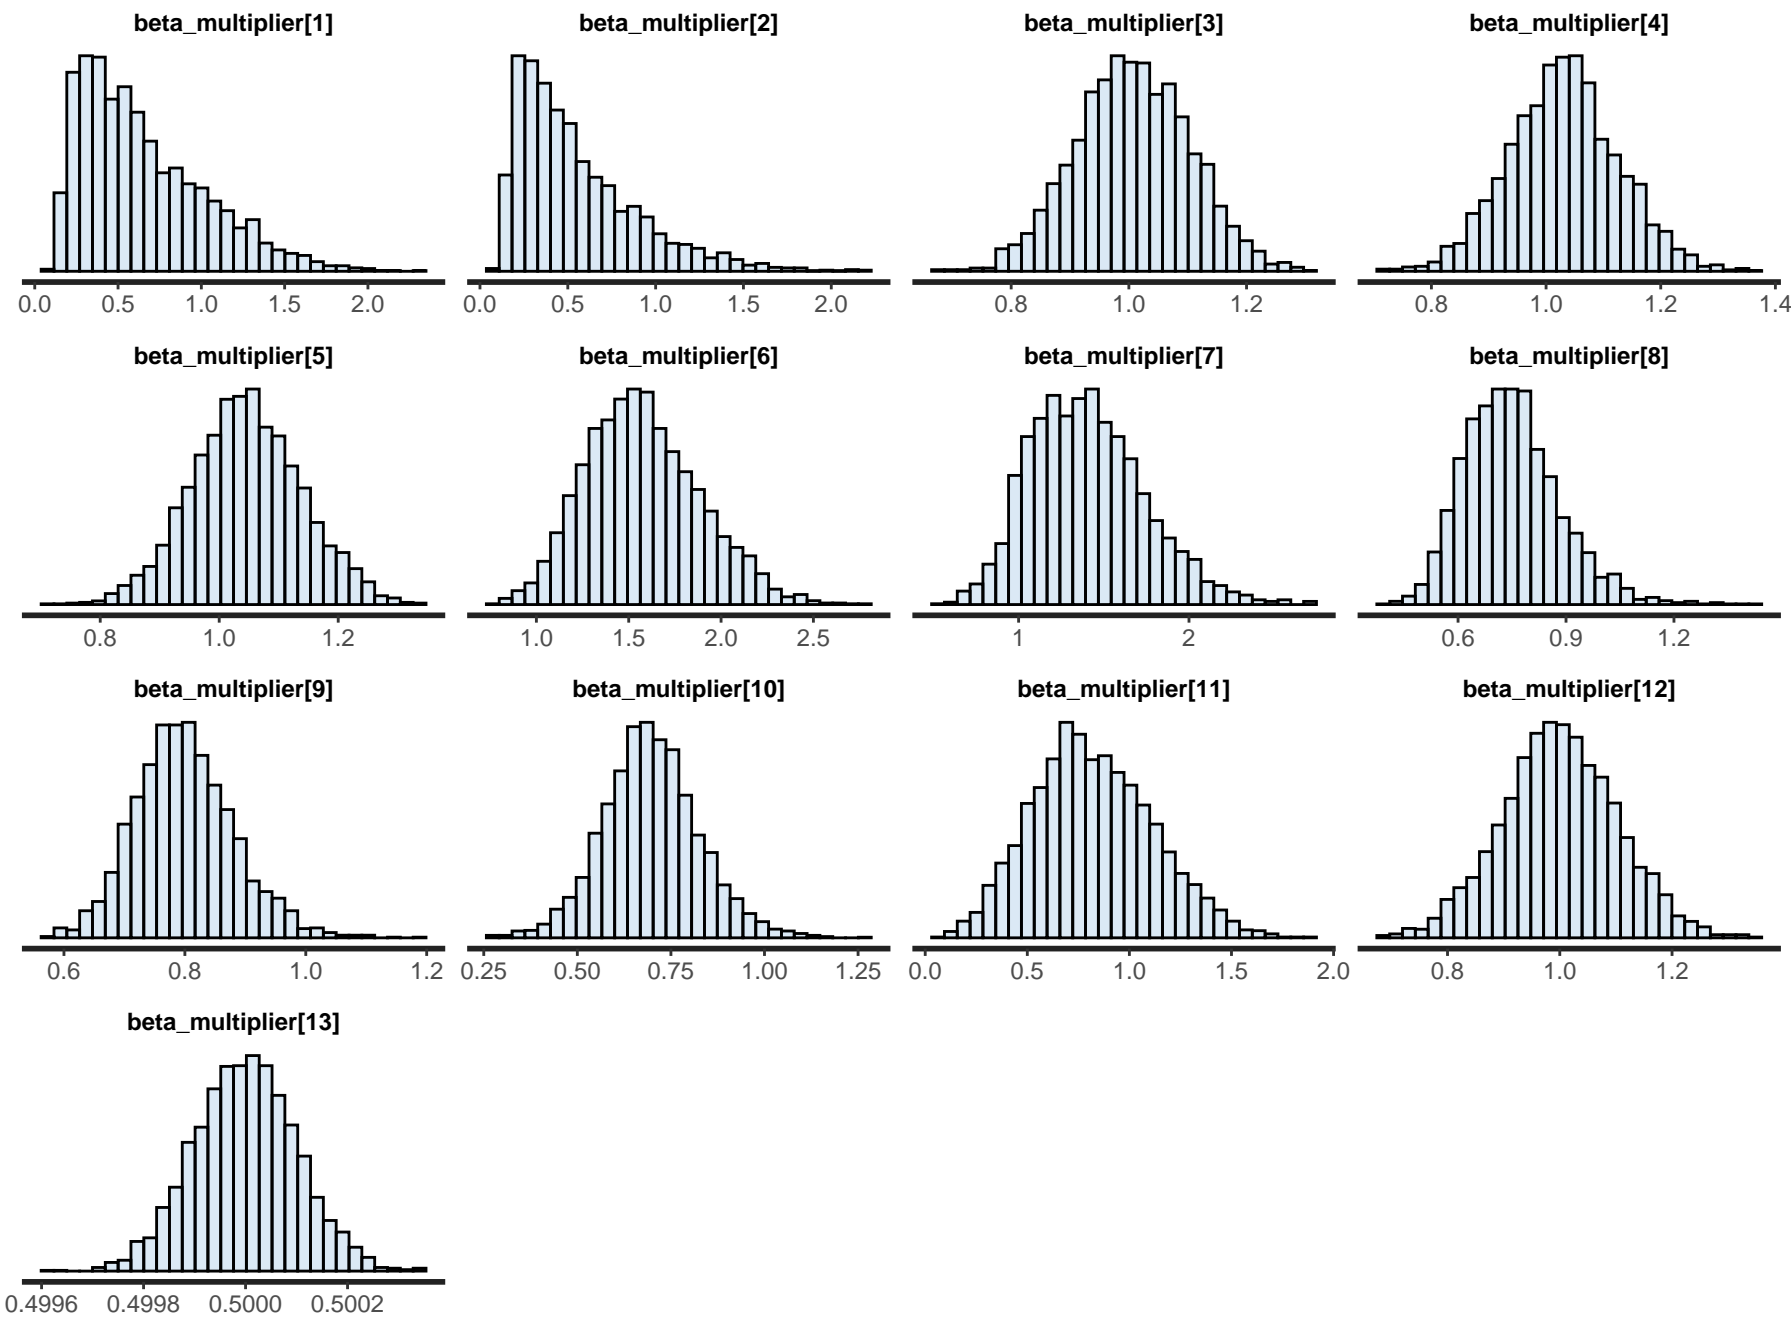 beta_multiplier[1] beta_multiplier[2] beta_multiplier[3] beta_multiplier[4]
0.0 0.5 1.0 1.5 2.0 0.0 0.5 1.0 1.5 2.0 0.8 1.0 1.2 0.8 1.0 1.2 1.4
beta_multiplier[5] beta_multiplier[6] beta_multiplier[7] beta_multiplier[8]
0.8 1.0 1.2 1.0 1.5 2.0 2.5 1 2 0.6 0.9 1.2
beta_multiplier[9] beta_multiplier[10] beta_multiplier[11] beta_multiplier[12]
0.6 0.8 1.0 1.2 0.25 0.50 0.75 1.00 1.25 0.0 0.5 1.0 1.5 2.0 0.8 1.0 1.2
beta_multiplier[13]
0.4996 0.4998 0.5000 0.5002